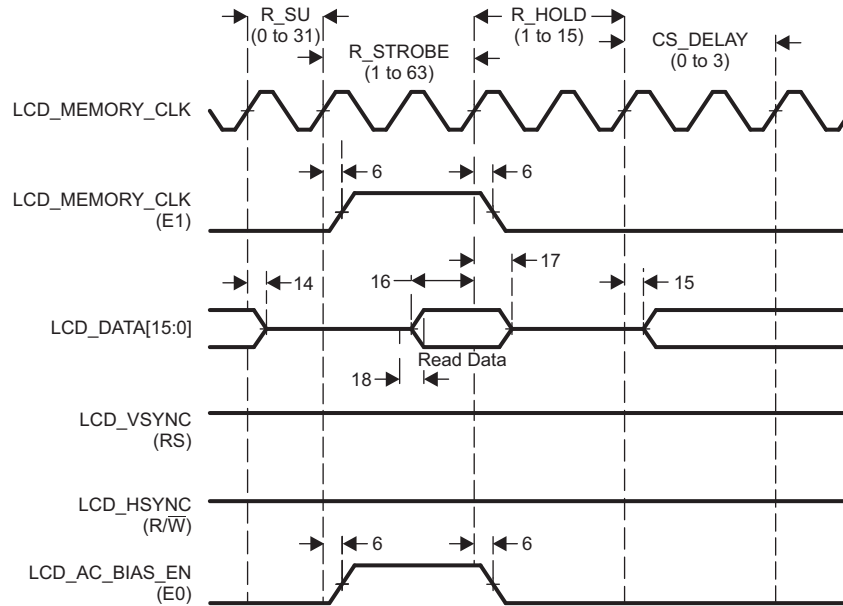 R_SU
(0 to 31)
R_HOLD
(1 to 15)
R_STROBE
(1 to 63)
CS_DELAY
(0 to 3)
LCD_MEMORY_CLK
6
6
LCD_MEMORY_CLK
(E1)
17
14
16
15
LCD_DATA[15:0]
Read Data
18
LCD_VSYNC
(RS)
LCD_HSYNC
(R/W̅)
6
6
LCD_AC_BIAS_EN
(E0)